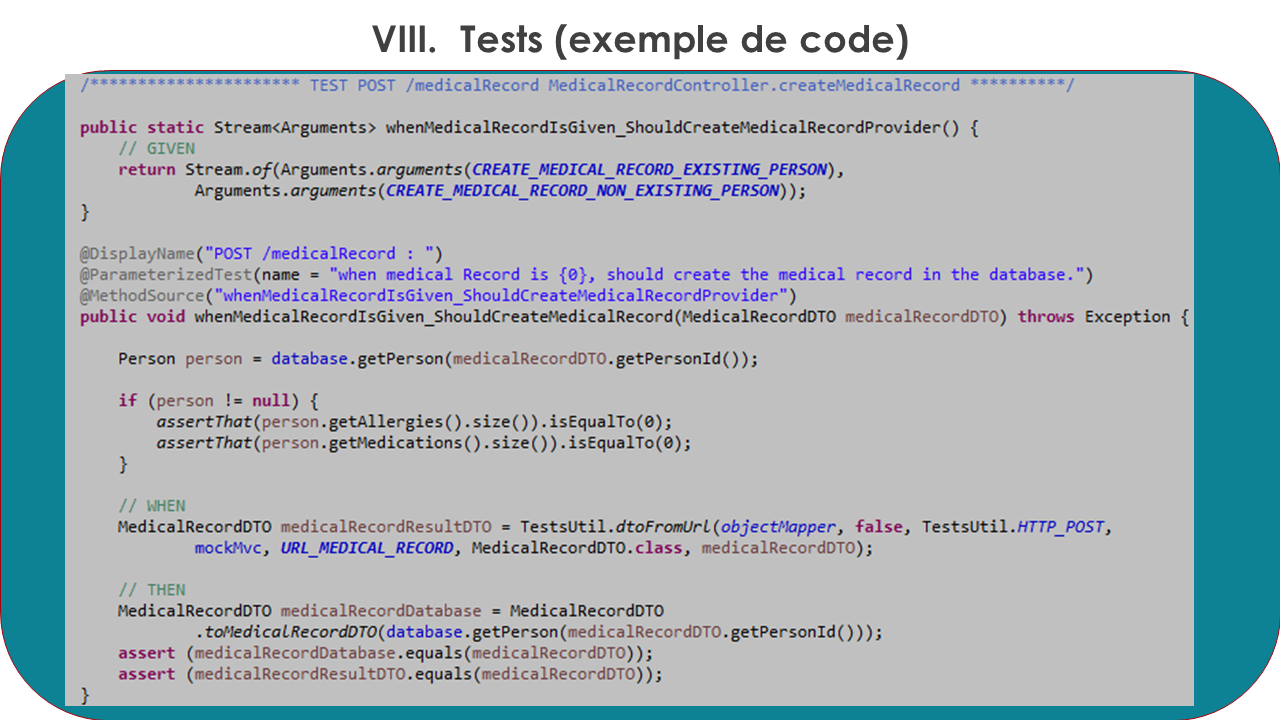 VIII. Tests (exemple de code)
/********************** TEST POST /medicalRecord MedicalRecordController.createMedicalRecord **********/
public static Stream<Arguments> whenMedicalRecordIsGiven_ShouldCreateMedicalRecordProvider() {
// GIVEN
return Stream.of(Arguments.arguments(CREATE_MEDICAL_RECORD_EXISTING_PERSON),
Arguments.arguments(CREATE_MEDICAL_RECORD_NON_EXISTING_PERSON));
}
@DisplayName("POST /medicalRecord : ")
@ParameterizedTest(name = "when medical Record is {0}, should create the medical record in the database.")
@MethodSource("whenMedicalRecordIsGiven_ShouldCreateMedicalRecordProvider")
public void whenMedicalRecordIsGiven_ShouldCreateMedicalRecord(MedicalRecordDTO medicalRecordDTO) throws Exception {
Person person = database.getPerson(medicalRecordDTO.getPersonId());
if (person != null) {
assertThat(person.getAllergies().size()).isEqualTo(0);
assertThat(person.getMedications().size()).isEqualTo(0);
}
// WHEN
MedicalRecordDTO medicalRecordResultDTO = TestsUtil.dtoFromUrl(objectMapper, false, TestsUtil.HTTP_POST,
mockMvc, URL_MEDICAL_RECORD, MedicalRecordDTO.class, medicalRecordDTO);
// THEN
MedicalRecordDTO medicalRecordDatabase = MedicalRecordDTO
.toMedicalRecordDTO(database.getPerson(medicalRecordDTO.getPersonId()));
assert (medicalRecordDatabase.equals(medicalRecordDTO));
assert (medicalRecordResultDTO.equals(medicalRecordDTO));
}